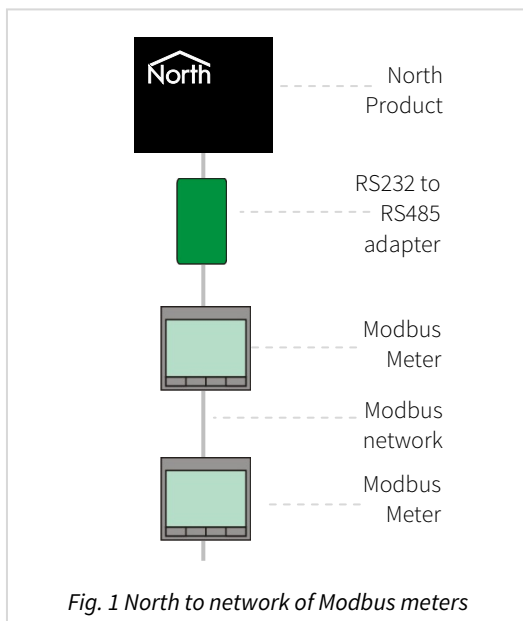 North
North
Product
RS232 to
RS485
adapter
Modbus
Meter
Modbus
network
Modbus
Meter
Fig. 1 North to network of Modbus meters